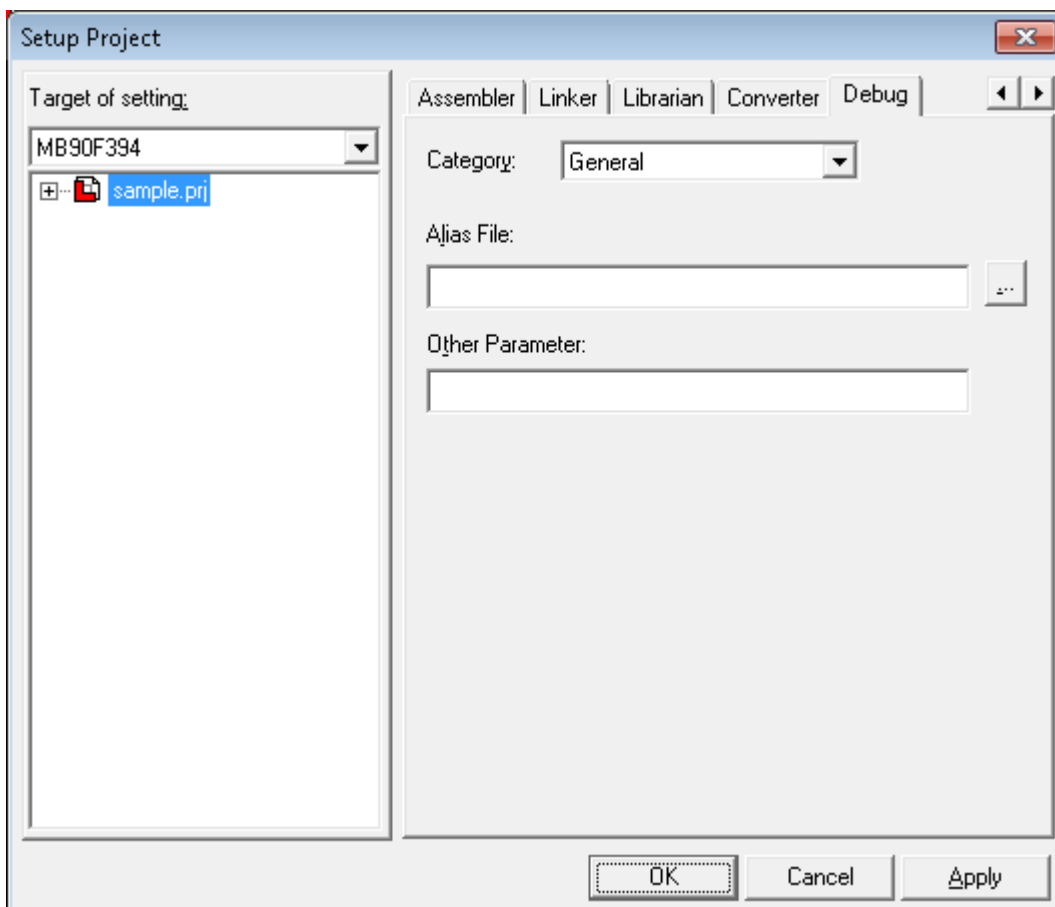 Setup Project
Target of setting:
MB90F394
sample.prj
Assembler Linker Librarian Converter Debug
Category: General
Alias File:
...
Other Parameter:
OK Cancel Apply